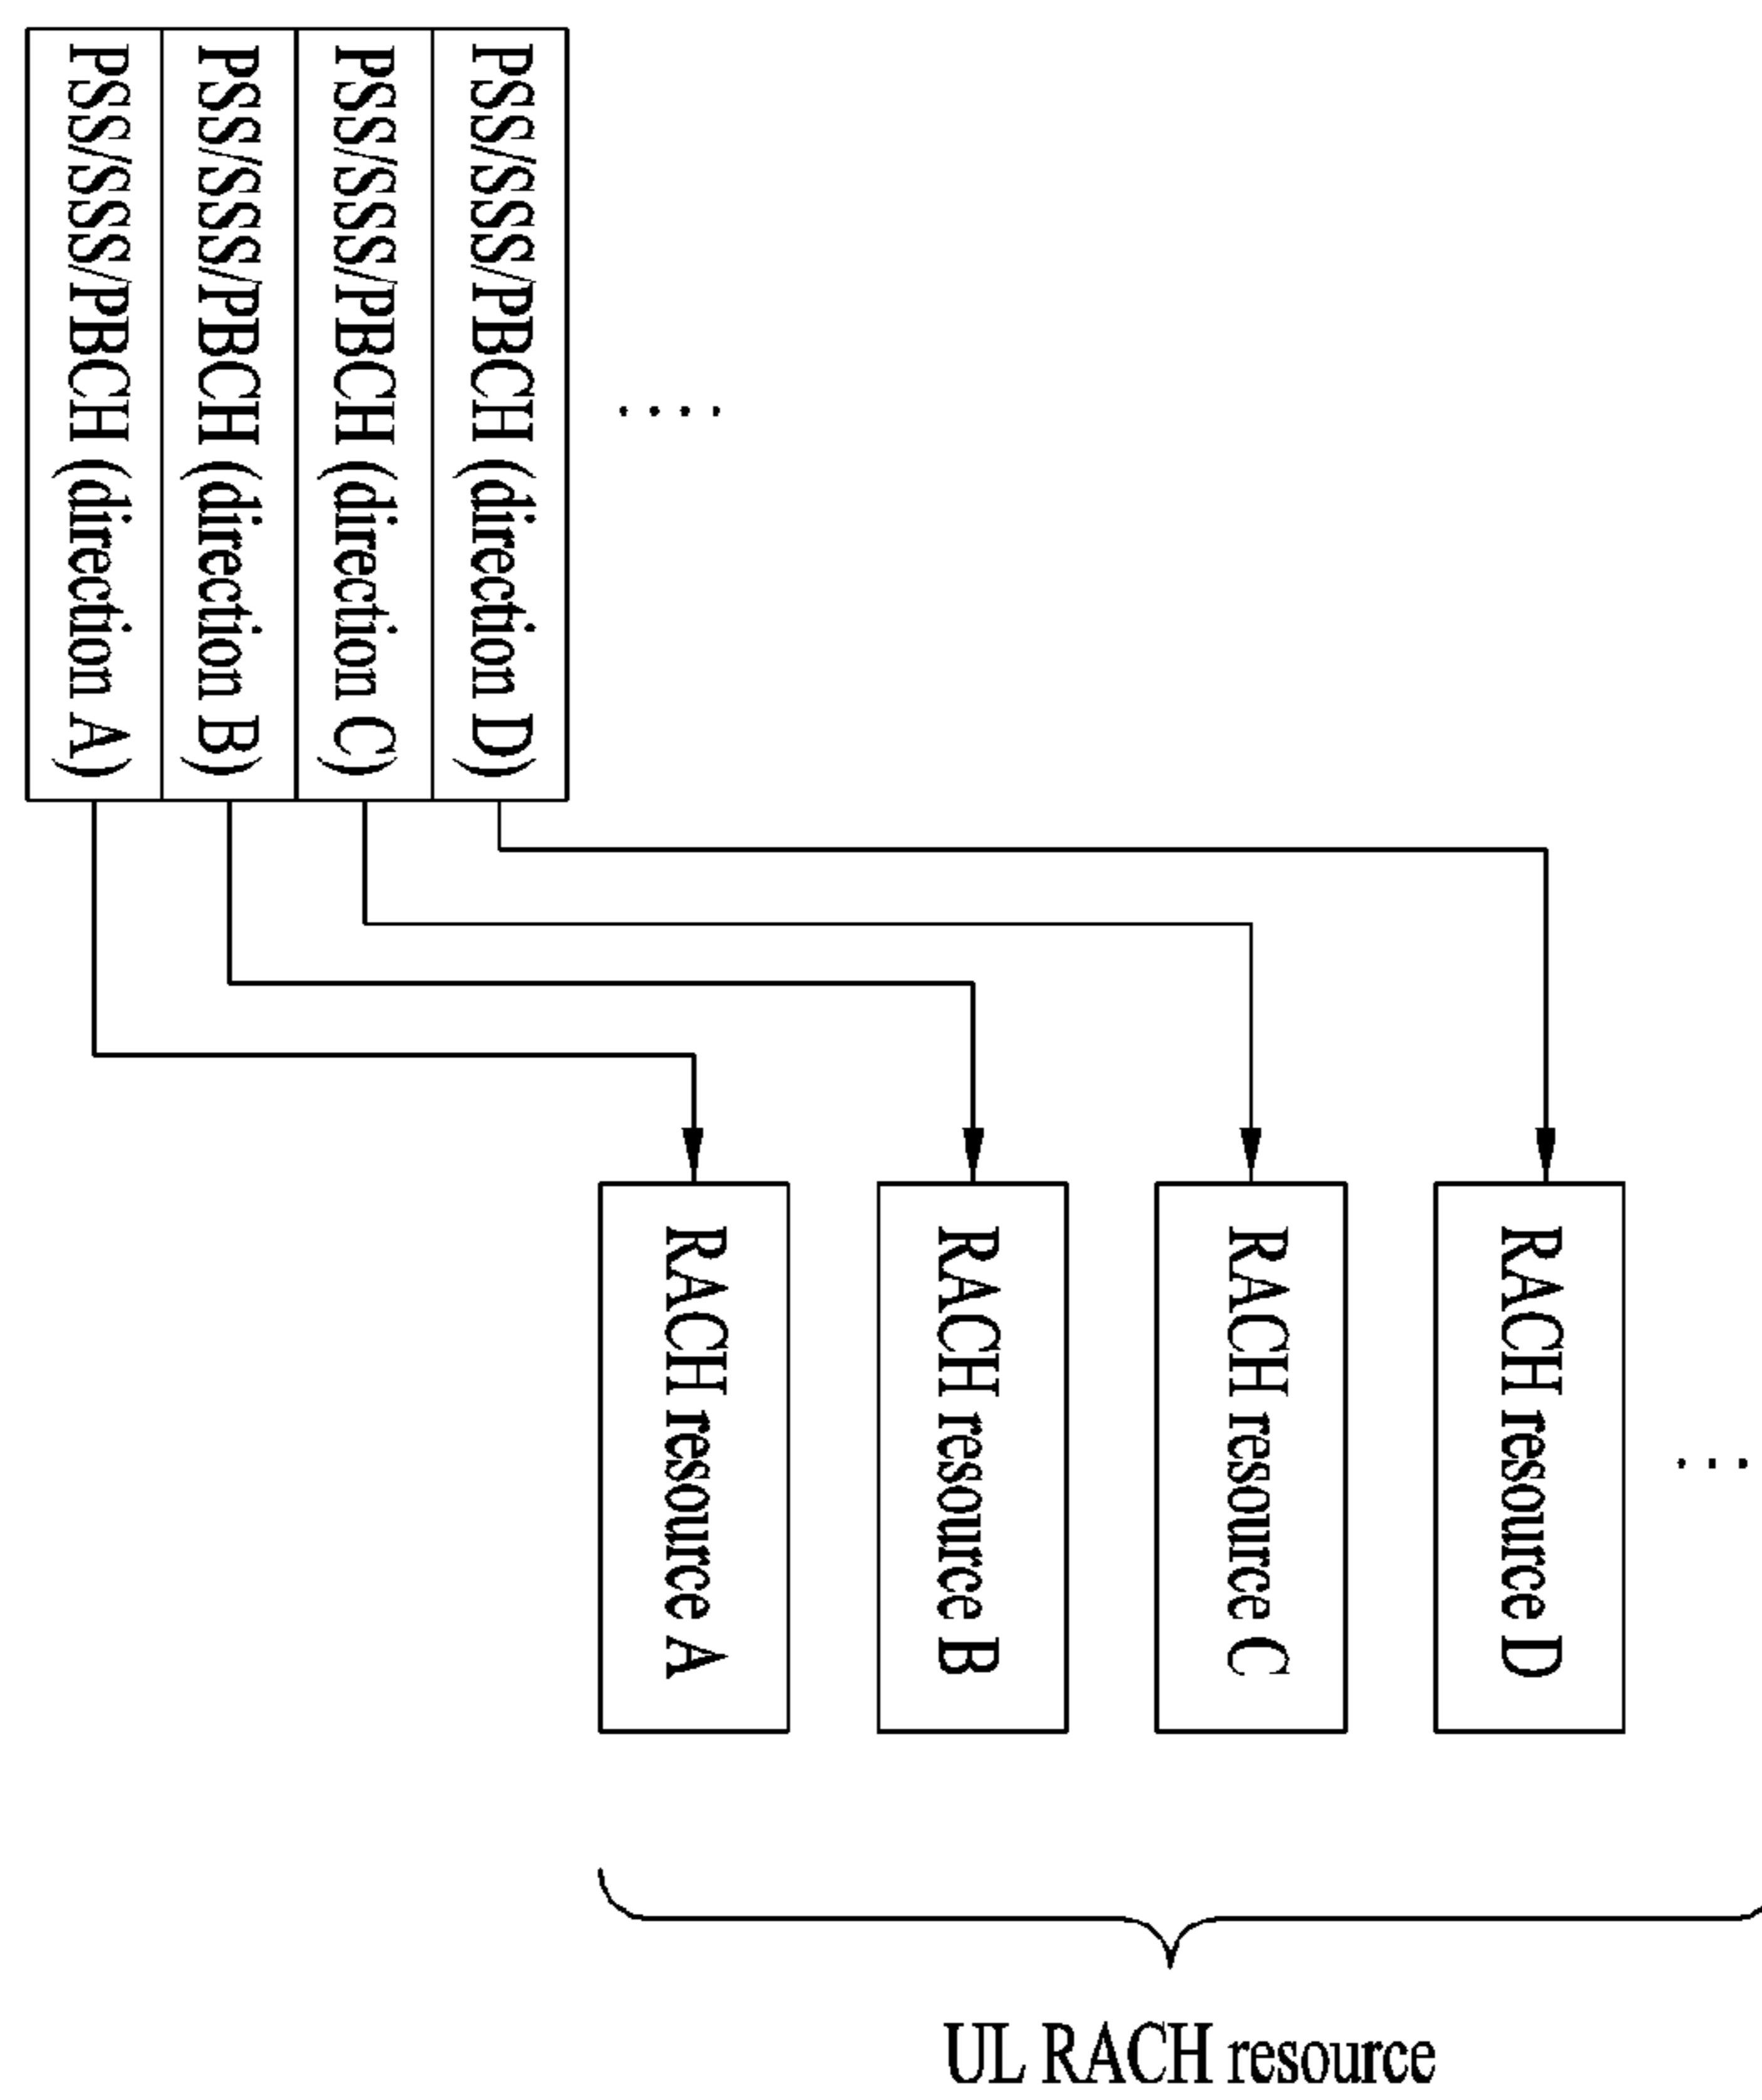 PSS/SSS/PBCH (direction A)
PSS/SSS/PBCH (direction B)
PSS/SSS/PBCH (direction C)
PSS/SSS/PBCH (direction D)
....
RACH resource A
RACH resource B
RACH resource C
RACH resource D
...
UL RACH resource